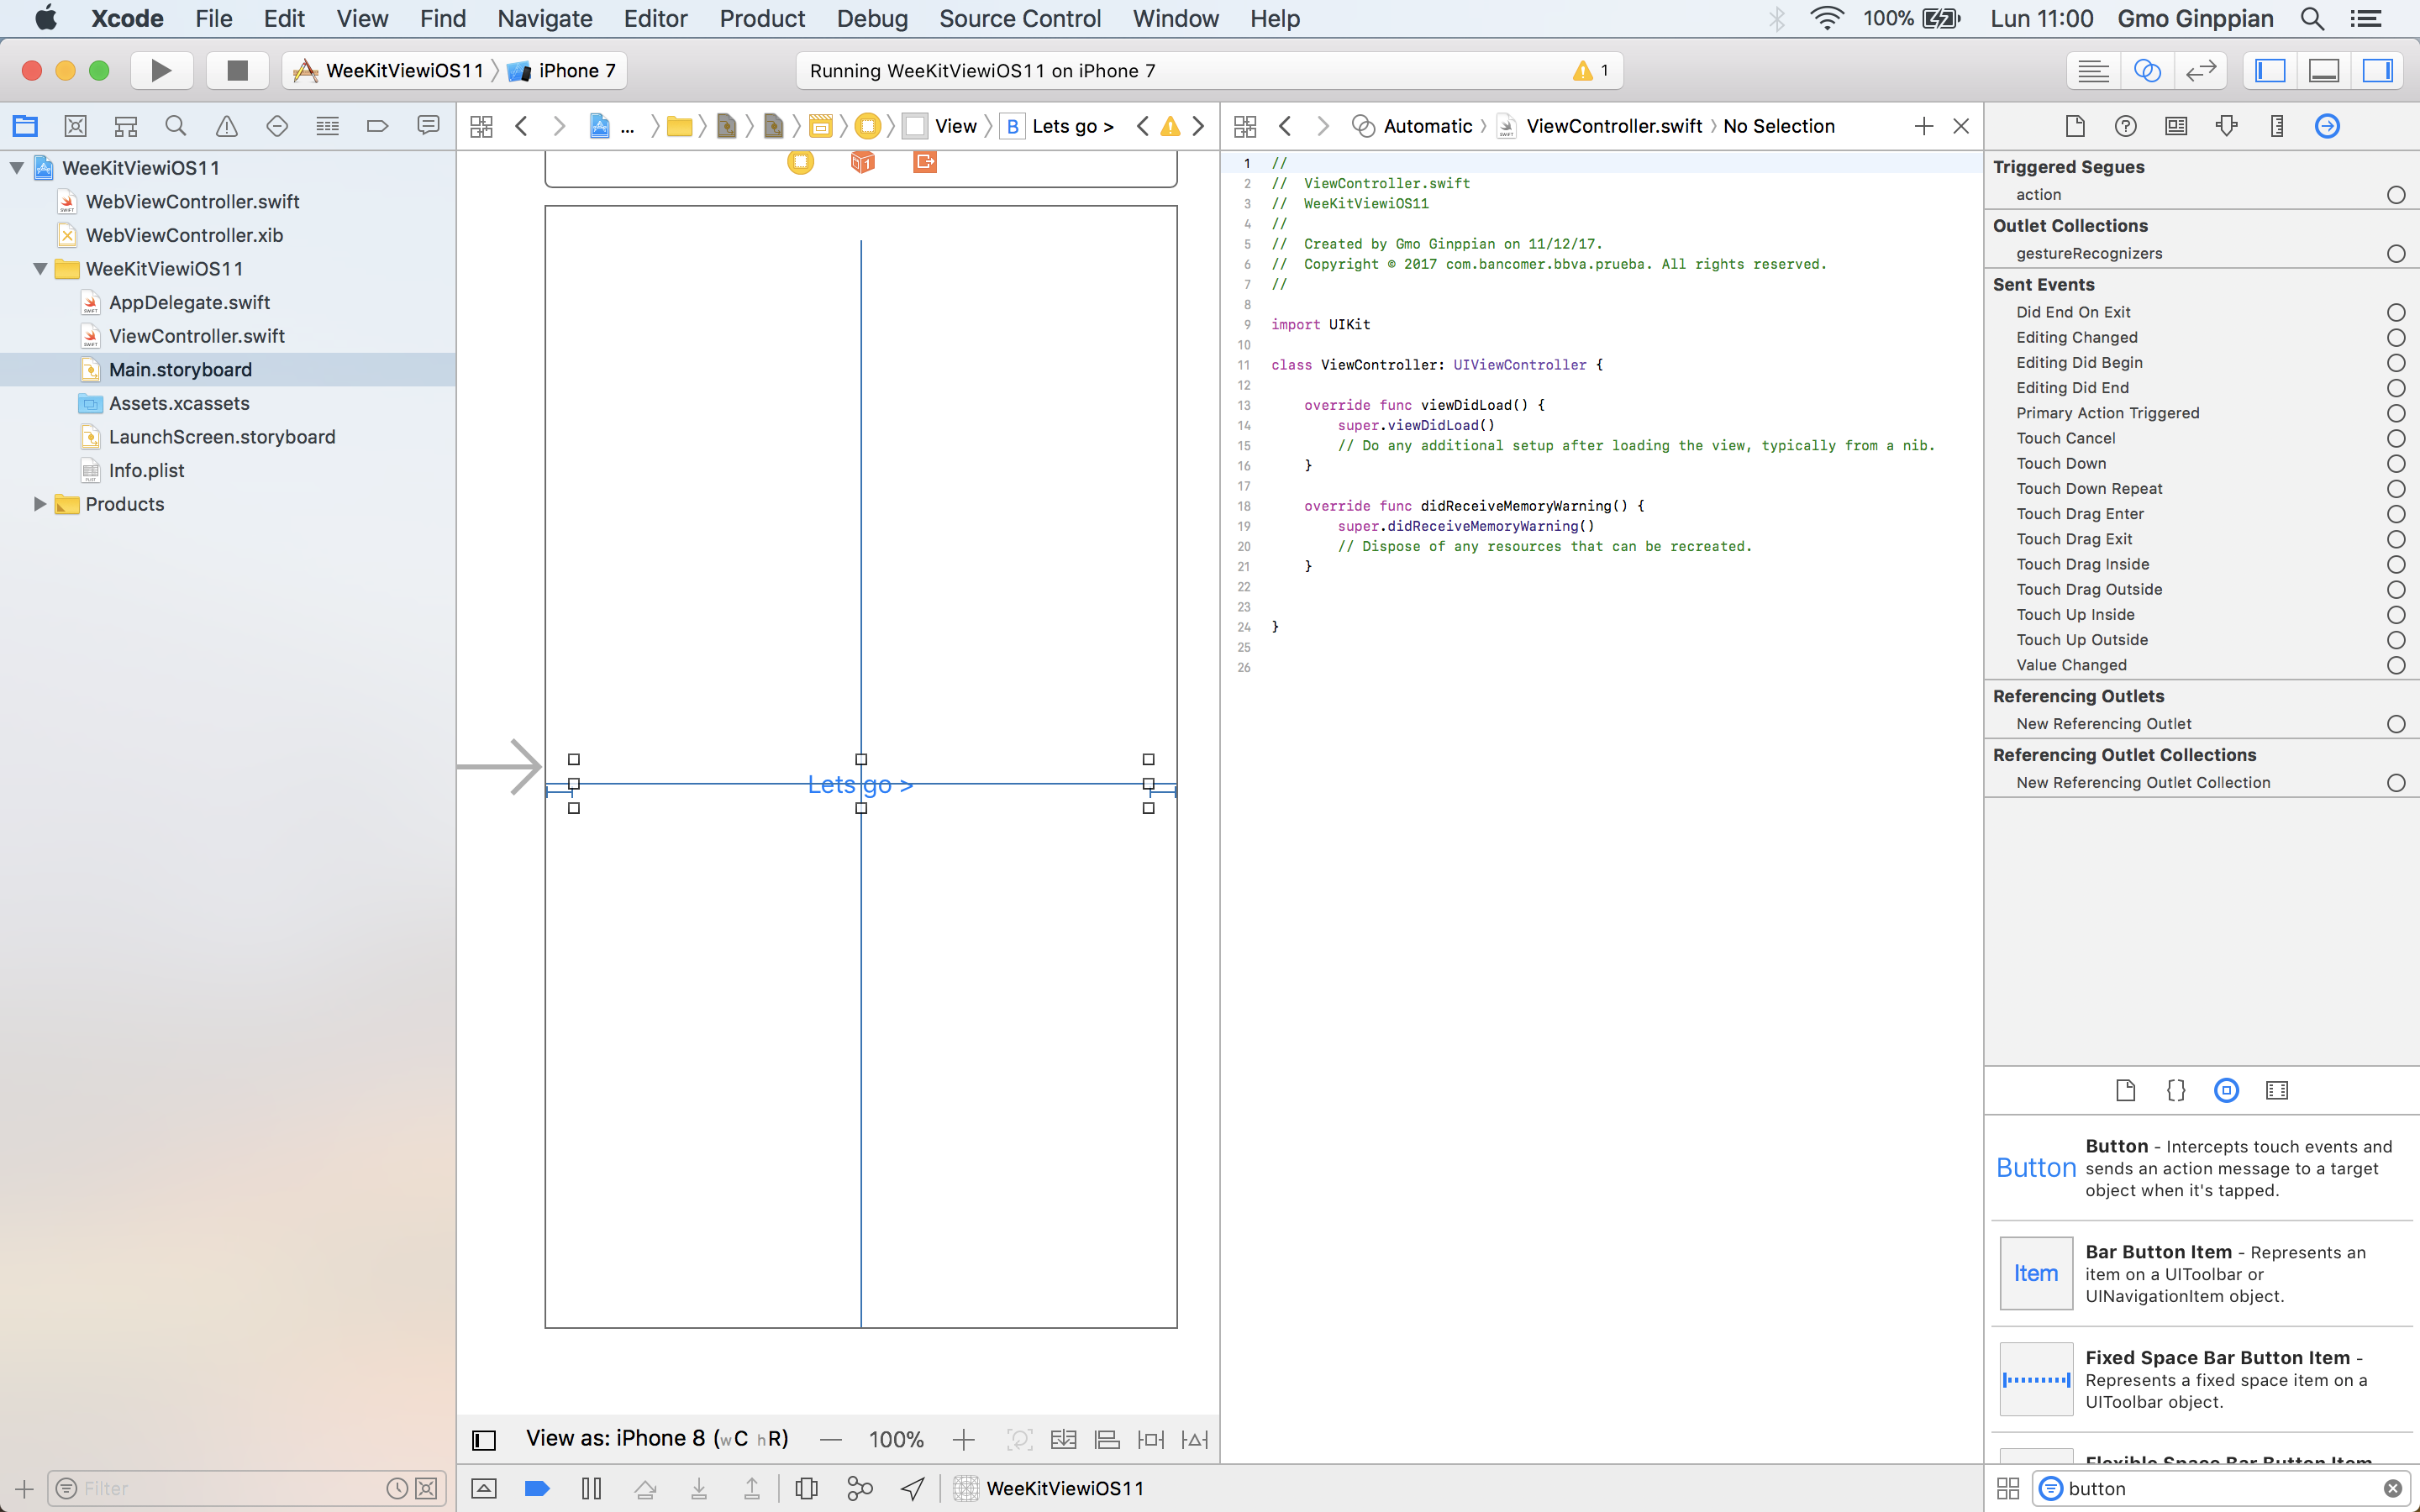 Xcode File Edit View Find Navigate Editor Product Debug Source Control Window Help 100% Lun 11:00 Gmo Ginppian
WeeKitViewiOS11 iPhone 7 Running WeeKitViewiOS11 on iPhone 7 1
... View B Lets go > Automatic ViewController.swift No Selection
WeeKitViewiOS11
WebViewController.swift
WebViewController.xib
WeeKitViewiOS11
AppDelegate.swift
ViewController.swift
Main.storyboard
Assets.xcassets
LaunchScreen.storyboard
Info.plist
Products
Filter
Lets go >
View as: iPhone 8 (wC hR) — 100% +
WeeKitViewiOS11
1 //
2 //  ViewController.swift
3 //  WeeKitViewiOS11
4 //
5 //  Created by Gmo Ginppian on 11/12/17.
6 //  Copyright © 2017 com.bancomer.bbva.prueba. All rights reserved.
7 //
8
9 import UIKit
10
11 class ViewController: UIViewController {
12
13     override func viewDidLoad() {
14         super.viewDidLoad()
15         // Do any additional setup after loading the view, typically from a nib.
16     }
17
18     override func didReceiveMemoryWarning() {
19         super.didReceiveMemoryWarning()
20         // Dispose of any resources that can be recreated.
21     }
22
23
24 }
25
26
Triggered Segues
action
Outlet Collections
gestureRecognizers
Sent Events
Did End On Exit
Editing Changed
Editing Did Begin
Editing Did End
Primary Action Triggered
Touch Cancel
Touch Down
Touch Down Repeat
Touch Drag Enter
Touch Drag Exit
Touch Drag Inside
Touch Drag Outside
Touch Up Inside
Touch Up Outside
Value Changed
Referencing Outlets
New Referencing Outlet
Referencing Outlet Collections
New Referencing Outlet Collection
Button
Button - Intercepts touch events and
sends an action message to a target
object when it's tapped.
Item
Bar Button Item - Represents an
item on a UIToolbar or
UINavigationItem object.
Fixed Space Bar Button Item -
Represents a fixed space item on a
UIToolbar object.
Flexible Space Bar Button Item
button